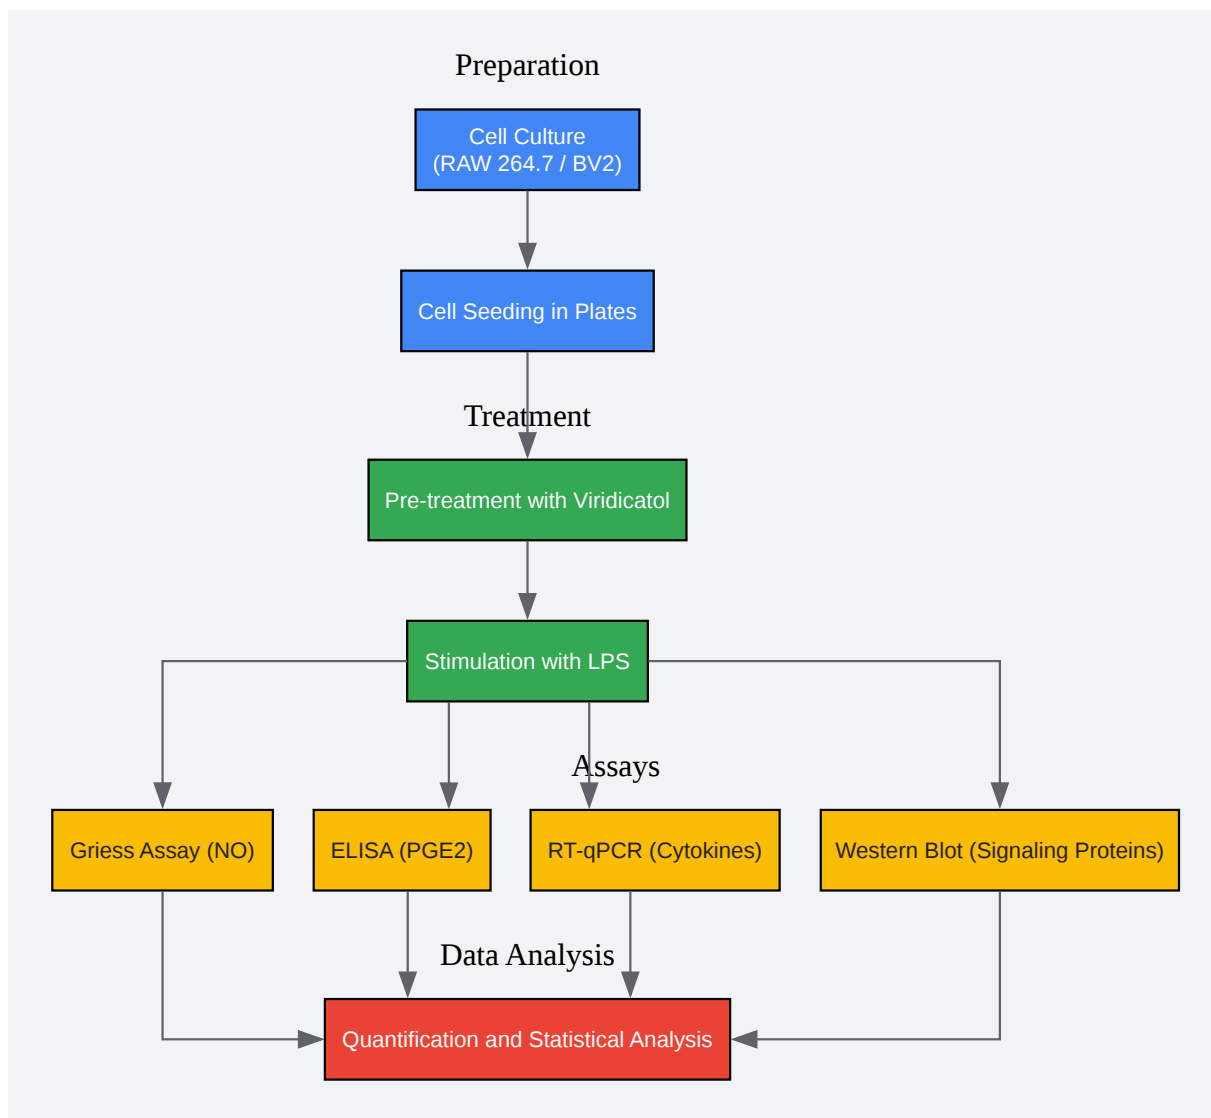 Preparation
Cell Culture
(RAW 264.7 / BV2)
Cell Seeding in Plates
Treatment
Pre-treatment with Viridicatol
Stimulation with LPS
Assays
Griess Assay (NO)
ELISA (PGE2)
RT-qPCR (Cytokines)
Western Blot (Signaling Proteins)
Data Analysis
Quantification and Statistical Analysis